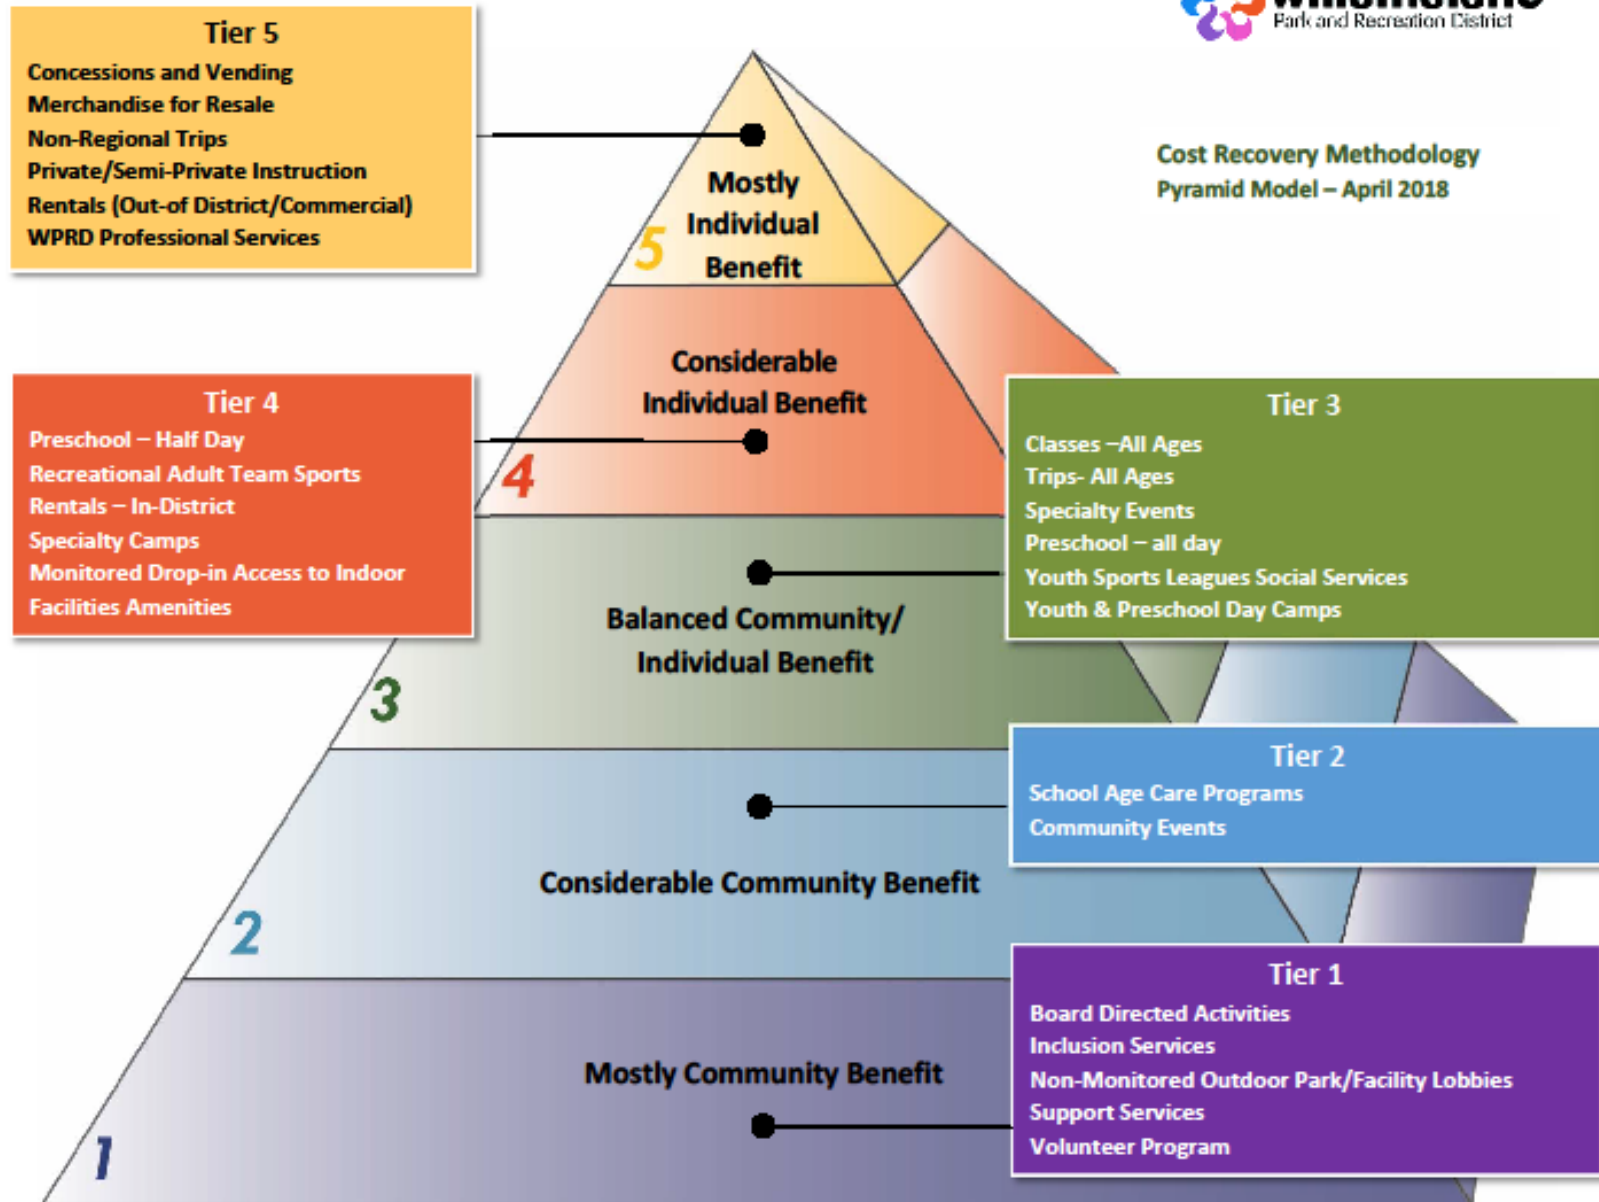 Park and Recreation District
Cost Recovery Methodology
Pyramid Model – April 2018
Tier 5
Concessions and Vending
Merchandise for Resale
Non-Regional Trips
Private/Semi-Private Instruction
Rentals (Out-of District/Commercial)
WPRD Professional Services
Mostly
Individual
Benefit
5
Considerable
Individual Benefit
4
Tier 4
Preschool – Half Day
Recreational Adult Team Sports
Rentals – In-District
Specialty Camps
Monitored Drop-in Access to Indoor
Facilities Amenities
Tier 3
Classes –All Ages
Trips- All Ages
Specialty Events
Preschool – all day
Youth Sports Leagues Social Services
Youth & Preschool Day Camps
Balanced Community/
Individual Benefit
3
Tier 2
School Age Care Programs
Community Events
Considerable Community Benefit
2
Tier 1
Board Directed Activities
Inclusion Services
Non-Monitored Outdoor Park/Facility Lobbies
Support Services
Volunteer Program
Mostly Community Benefit
1